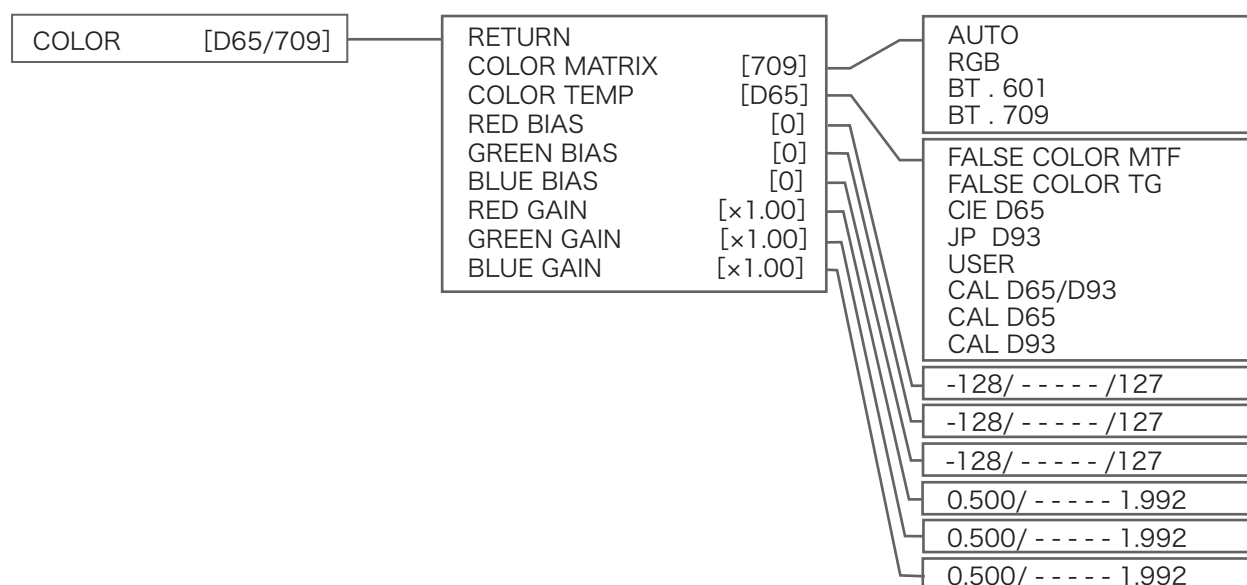 COLOR [D65/709]
RETURN
COLOR MATRIX [709]
COLOR TEMP [D65]
RED BIAS [0]
GREEN BIAS [0]
BLUE BIAS [0]
RED GAIN [×1.00]
GREEN GAIN [×1.00]
BLUE GAIN [×1.00]
AUTO
RGB
BT . 601
BT . 709
FALSE COLOR MTF
FALSE COLOR TG
CIE D65
JP D93
USER
CAL D65/D93
CAL D65
CAL D93
-128/ - - - - - /127
-128/ - - - - - /127
-128/ - - - - - /127
0.500/ - - - - - 1.992
0.500/ - - - - - 1.992
0.500/ - - - - - 1.992